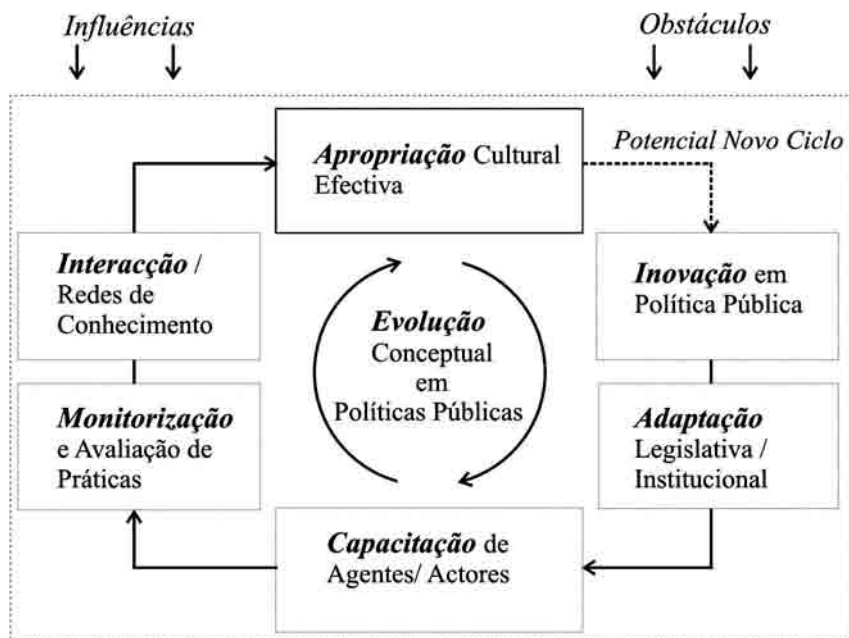 Influências
Obstáculos
Apropriação Cultural
Efectiva
Potencial Novo Ciclo
Interacção /
Redes de
Conhecimento
Inovação em
Política Pública
Evolução
Conceptual
em
Políticas Públicas
Monitorização
e Avaliação de
Práticas
Adaptação
Legislativa /
Institucional
Capacitação de
Agentes/ Actores